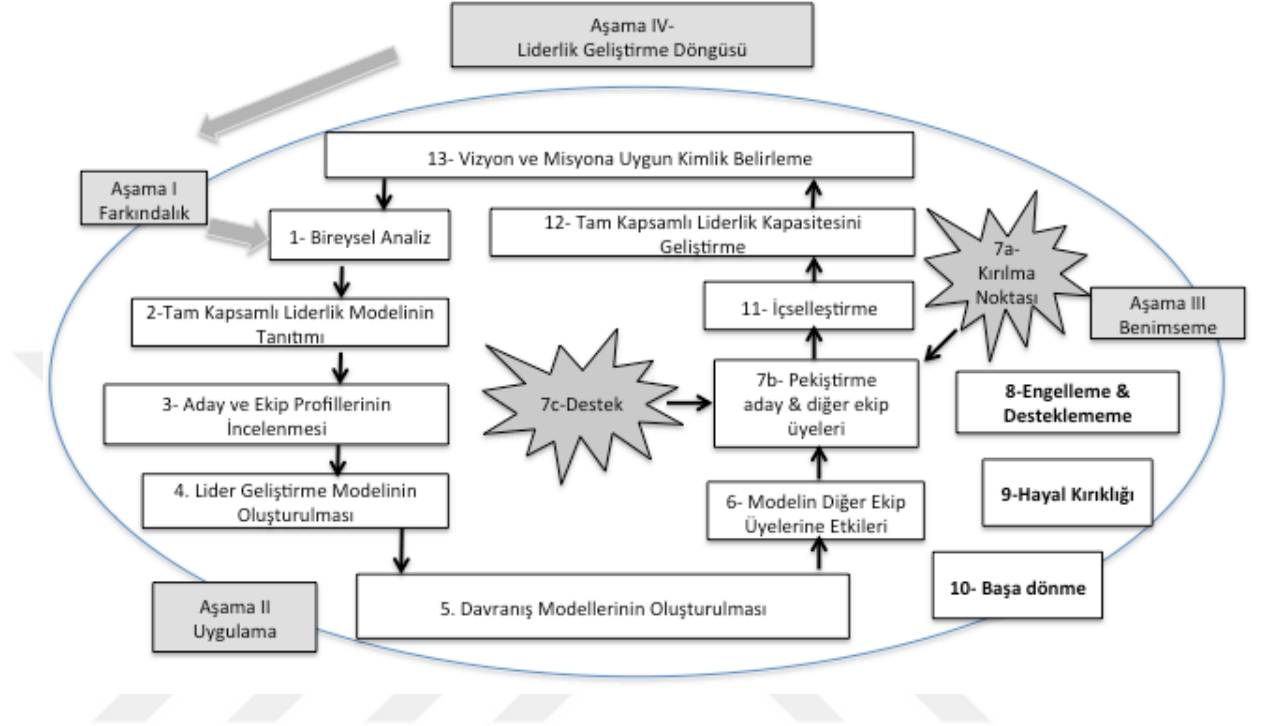 Aşama IV-
Liderlik Geliştirme Döngüsü
13- Vizyon ve Misyona Uygun Kimlik Belirleme
Aşama I
Farkındalık
1- Bireysel Analiz
12- Tam Kapsamlı Liderlik Kapasitesini
Geliştirme
7a-
Kırılma
Noktası
2-Tam Kapsamlı Liderlik Modelinin
Tanıtımı
11- İçselleştirme
Aşama III
Benimseme
3- Aday ve Ekip Profillerinin
İncelenmesi
7c-Destek
7b- Pekiştirme
aday & diğer ekip
üyeleri
8-Engelleme &
Desteklememe
4. Lider Geliştirme Modelinin
Oluşturulması
6- Modelin Diğer Ekip
Üyelerine Etkileri
9-Hayal Kırıklığı
Aşama II
Uygulama
5. Davranış Modellerinin Oluşturulması
10- Başa dönme